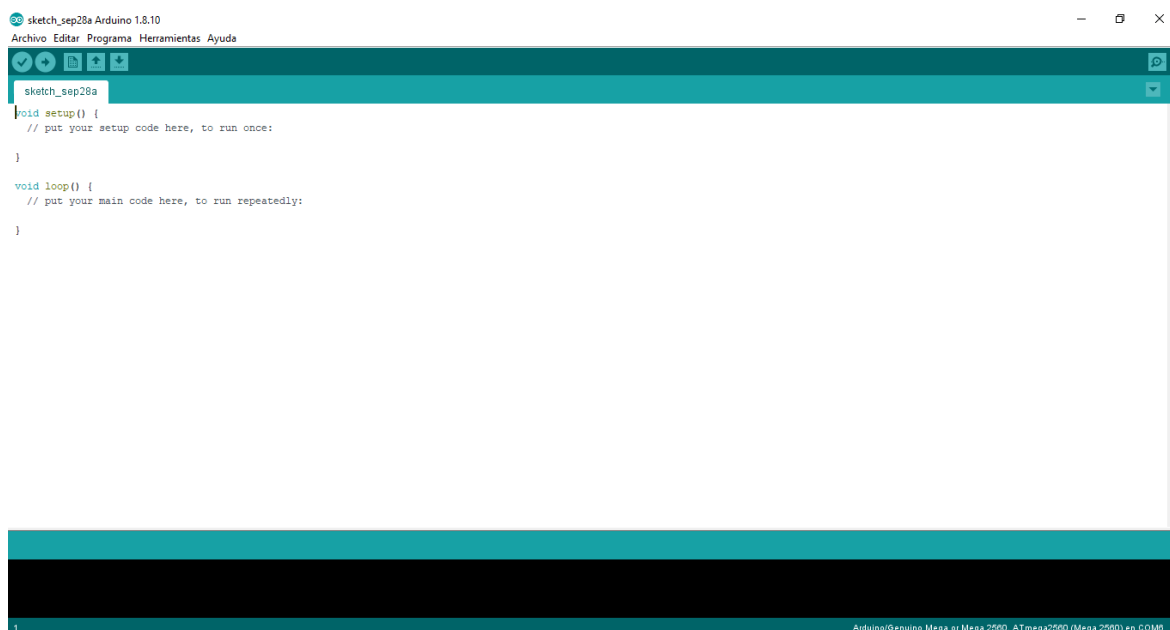 sketch_sep28a Arduino 1.8.10
Archivo Editar Programa Herramientas Ayuda
sketch_sep28a
void setup() {
  // put your setup code here, to run once:
}
void loop() {
  // put your main code here, to run repeatedly:
}
1
Arduino/Genuino Mega or Mega 2560, ATmega2560 (Mega 2560) en COM6